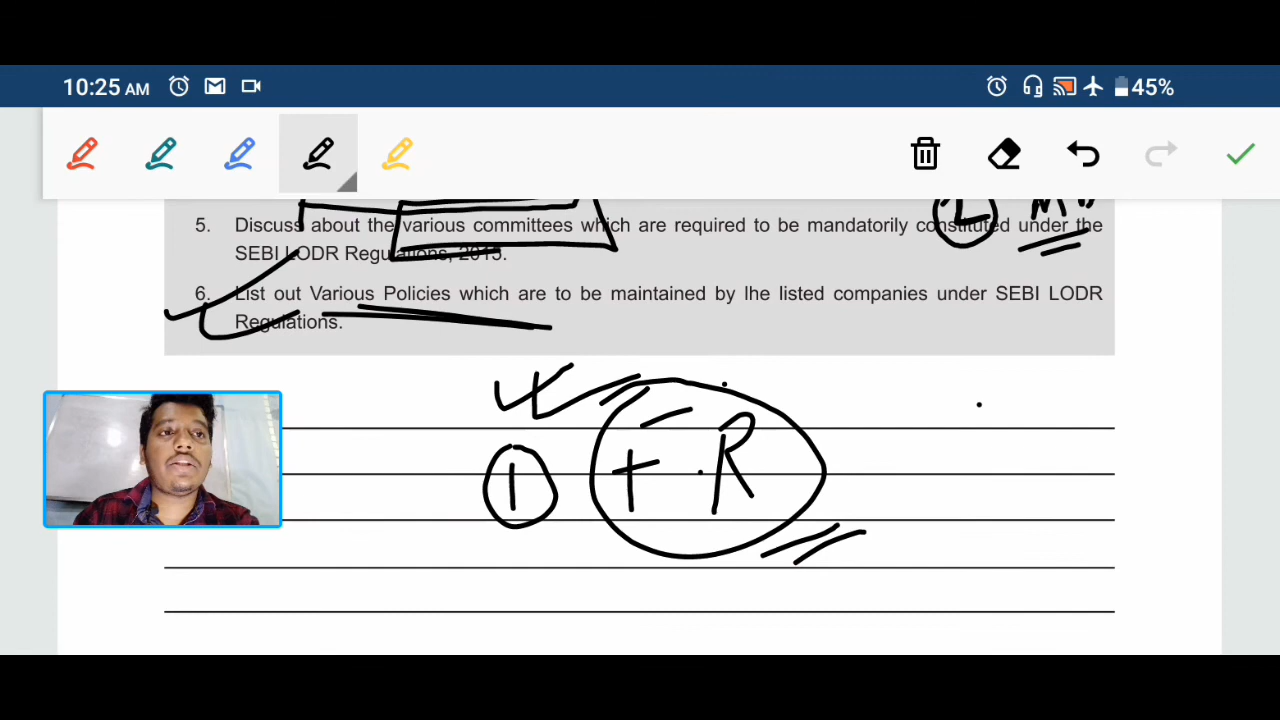 10:25 AM
45%
5. Discuss about the various committees which are required to be mandatorily constituted under the
SEBI LODR Regulations, 2015.
6. List out Various Policies which are to be maintained by lhe listed companies under SEBI LODR
Regulations.
1 + R